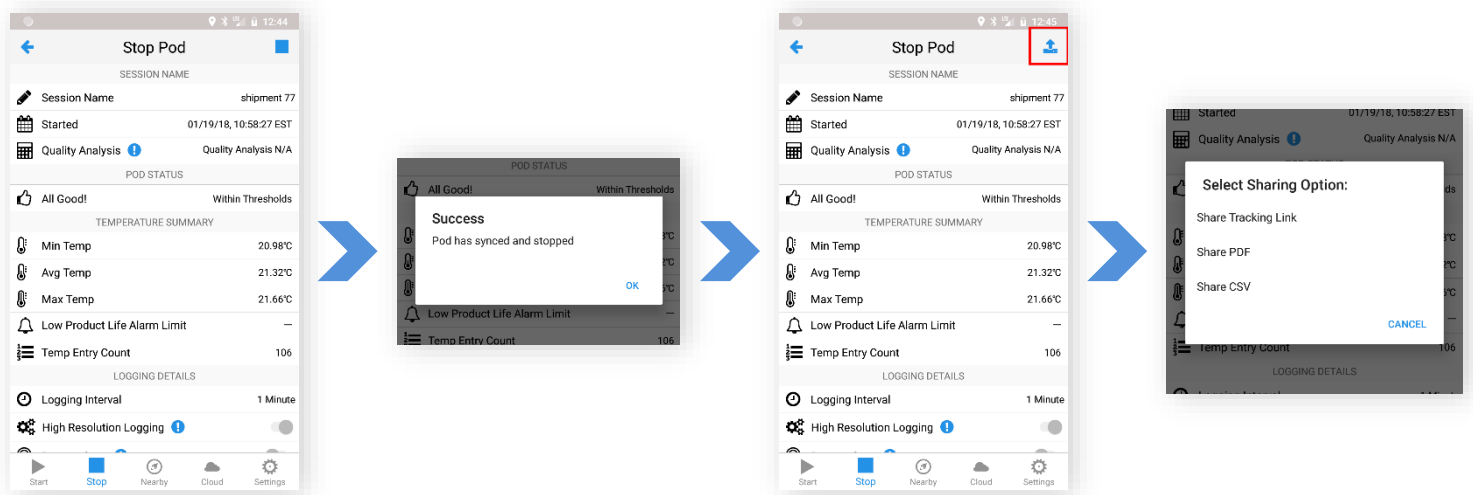 12:44
Stop Pod
SESSION NAME
Session Name shipment 77
Started 01/19/18, 10:58:27 EST
Quality Analysis Quality Analysis N/A
POD STATUS
All Good! Within Thresholds
TEMPERATURE SUMMARY
Min Temp 20.98°C
Avg Temp 21.32°C
Max Temp 21.66°C
Low Product Life Alarm Limit —
Temp Entry Count 106
LOGGING DETAILS
Logging Interval 1 Minute
High Resolution Logging
Start Stop Nearby Cloud Settings
POD STATUS
All Good! Within Thresholds
Success
Pod has synced and stopped
OK
Low Product Life Alarm Limit —
Temp Entry Count 106
12:45
Stop Pod
SESSION NAME
Session Name shipment 77
Started 01/19/18, 10:58:27 EST
Quality Analysis Quality Analysis N/A
POD STATUS
All Good! Within Thresholds
TEMPERATURE SUMMARY
Min Temp 20.98°C
Avg Temp 21.32°C
Max Temp 21.66°C
Low Product Life Alarm Limit —
Temp Entry Count 106
LOGGING DETAILS
Logging Interval 1 Minute
High Resolution Logging
Start Stop Nearby Cloud Settings
Started 01/19/18, 10:58:27 EST
Quality Analysis Quality Analysis N/A
Select Sharing Option:
Share Tracking Link
Share PDF
Share CSV
CANCEL
Temp Entry Count 106
LOGGING DETAILS